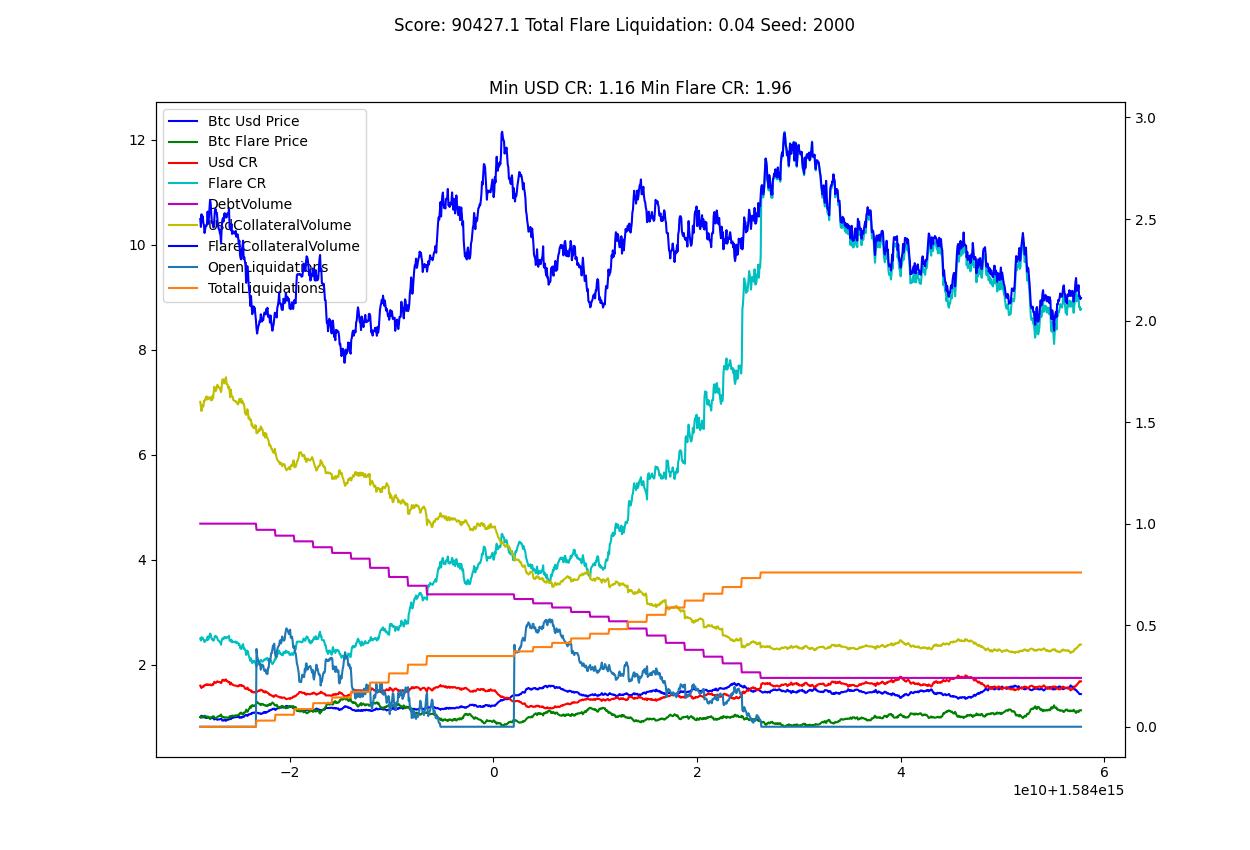 Score: 90427.1 Total Flare Liquidation: 0.04 Seed: 2000
Min USD CR: 1.16 Min Flare CR: 1.96
Btc Usd Price
Btc Flare Price
Usd CR
Flare CR
DebtVolume
UsdCollateralVolume
FlareCollateralVolume
OpenLiquidations
TotalLiquidations
12
10
8
6
4
2
3.0
2.5
2.0
1.5
1.0
0.5
0.0
−2
0
2
4
6
1e10+1.584e15